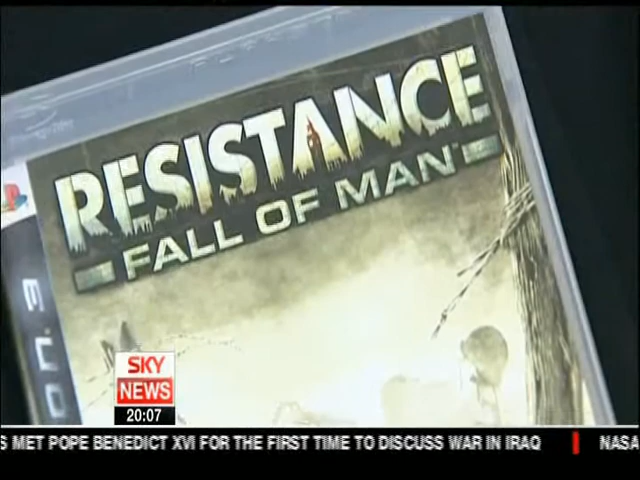 RESISTANCE
FALL OF MAN™
SKY
NEWS
20:07
S MET POPE BENEDICT XVI FOR THE FIRST TIME TO DISCUSS WAR IN IRAQ | NASA